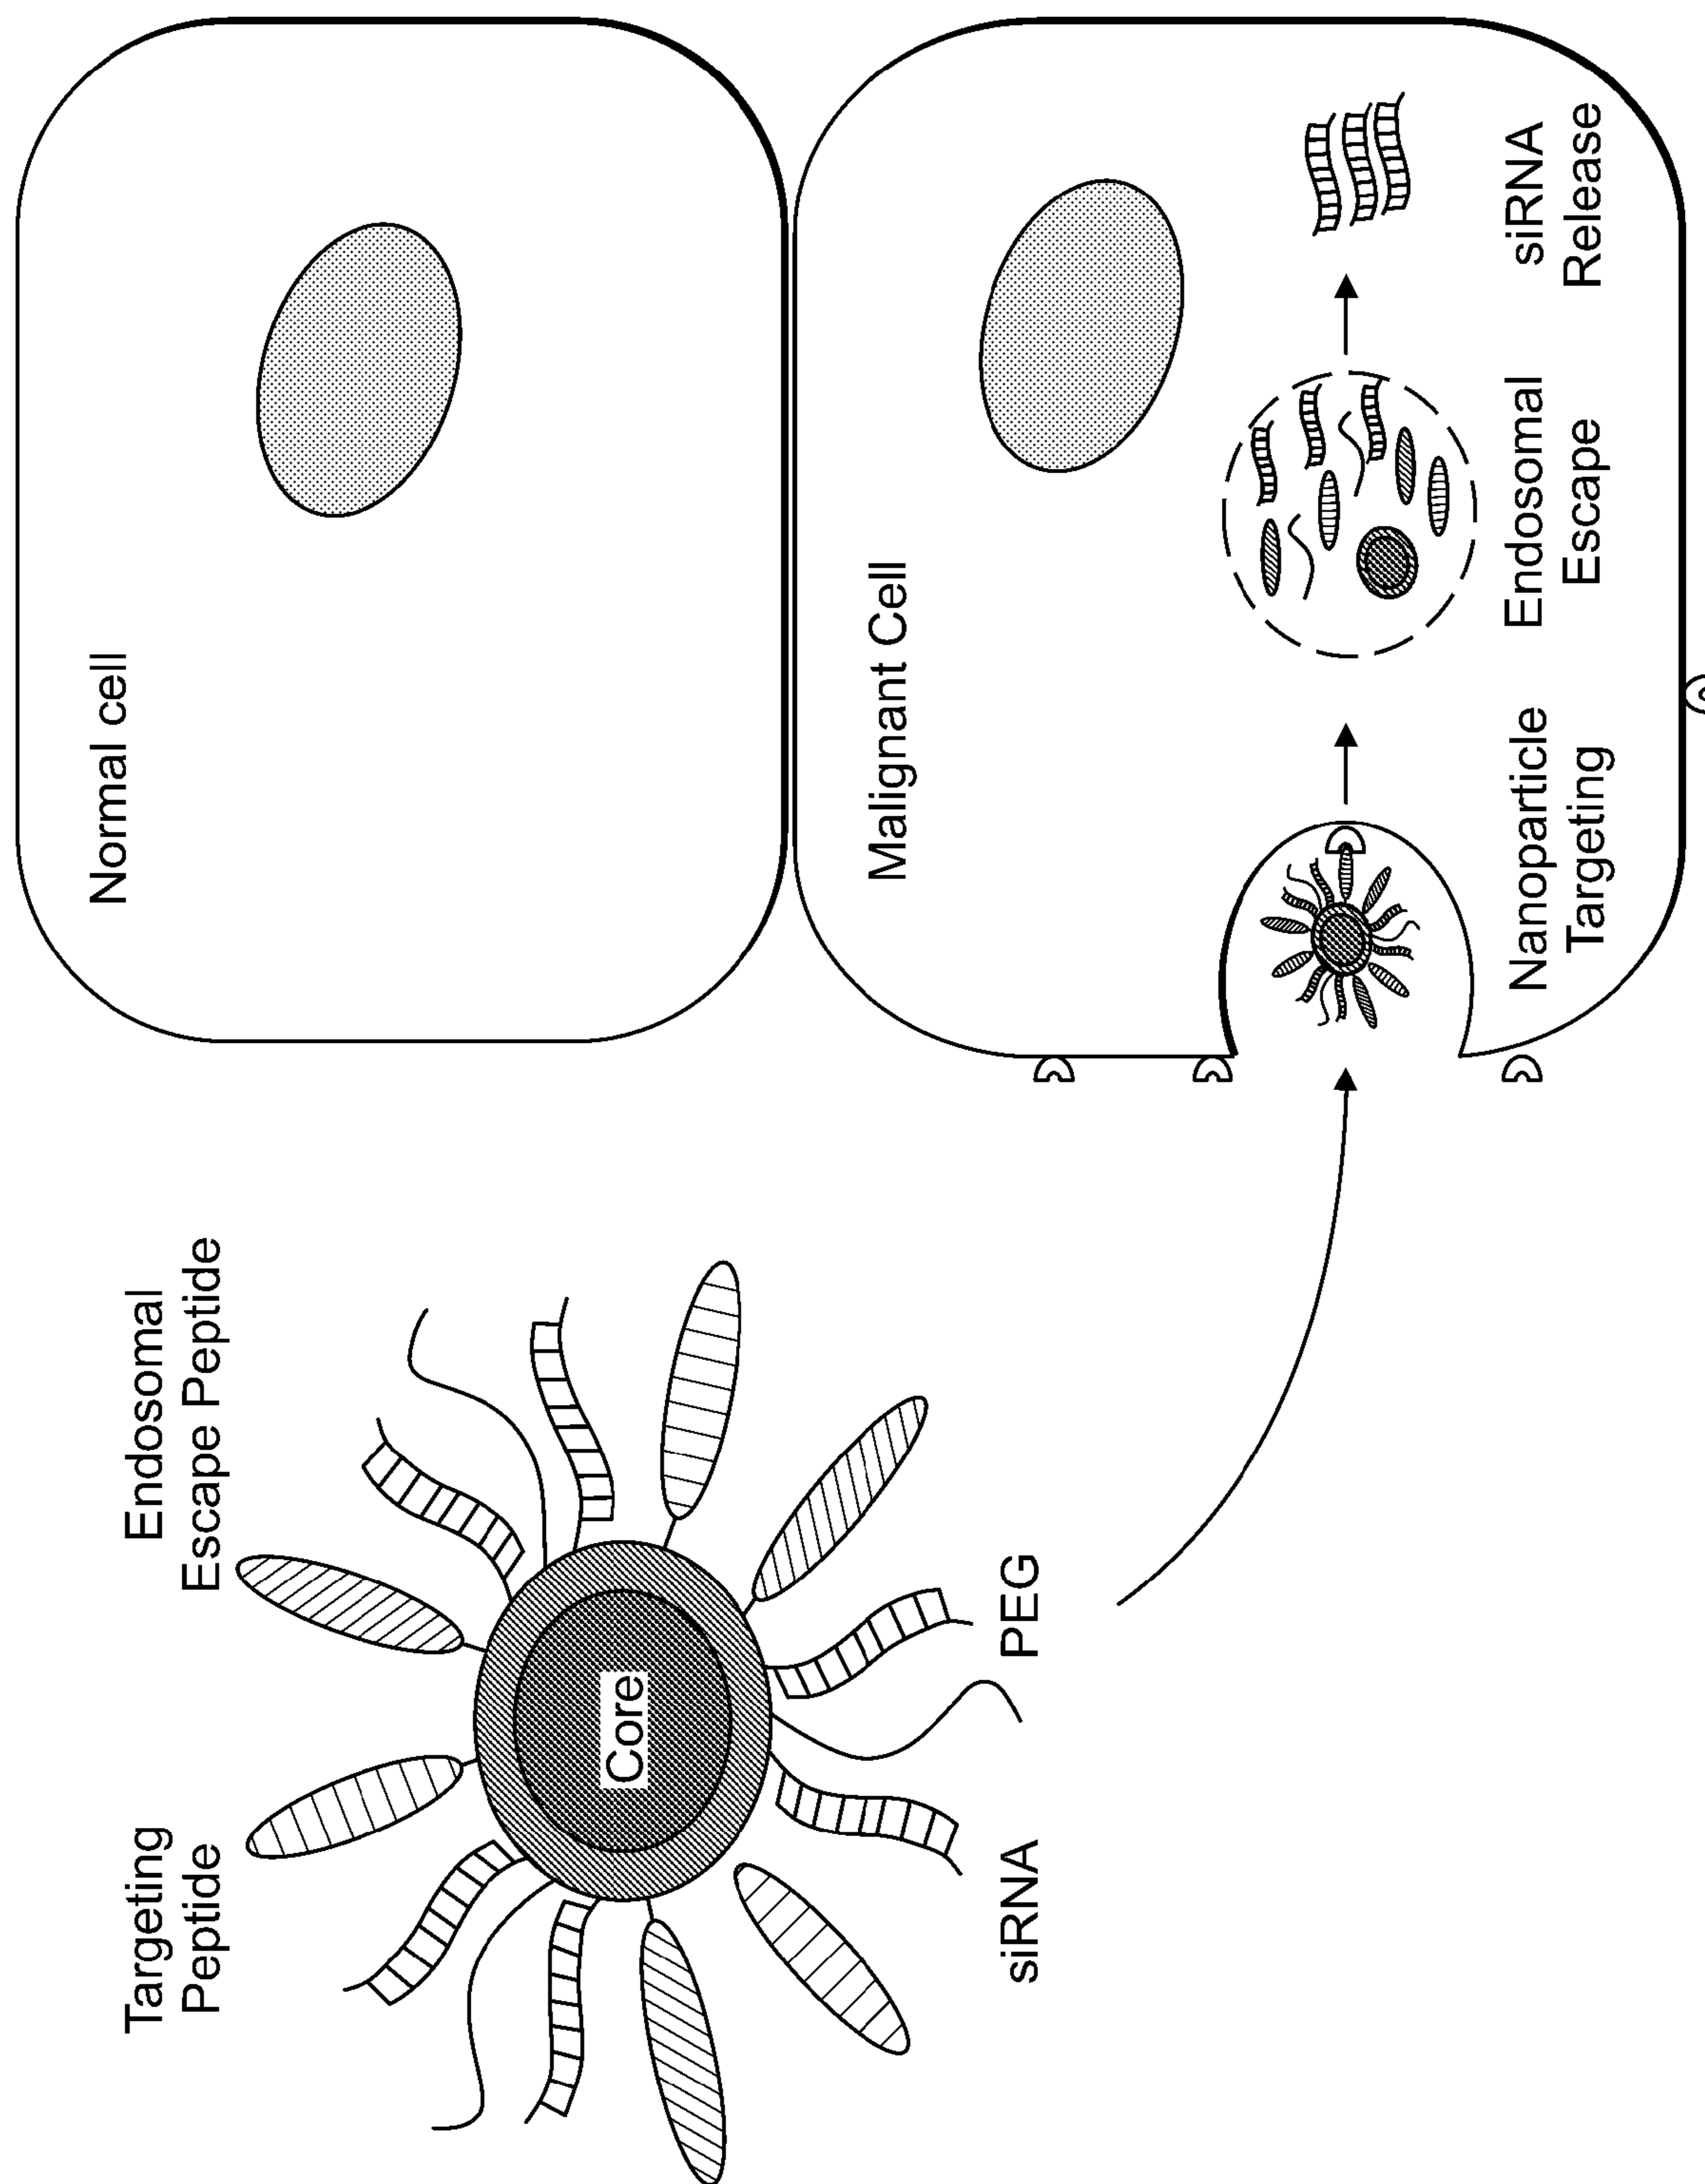 Targeting
Peptide
Endosomal
Escape Peptide
Core
siRNA
PEG
Normal cell
Malignant Cell
Nanoparticle
Targeting
Endosomal
Escape
siRNA
Release